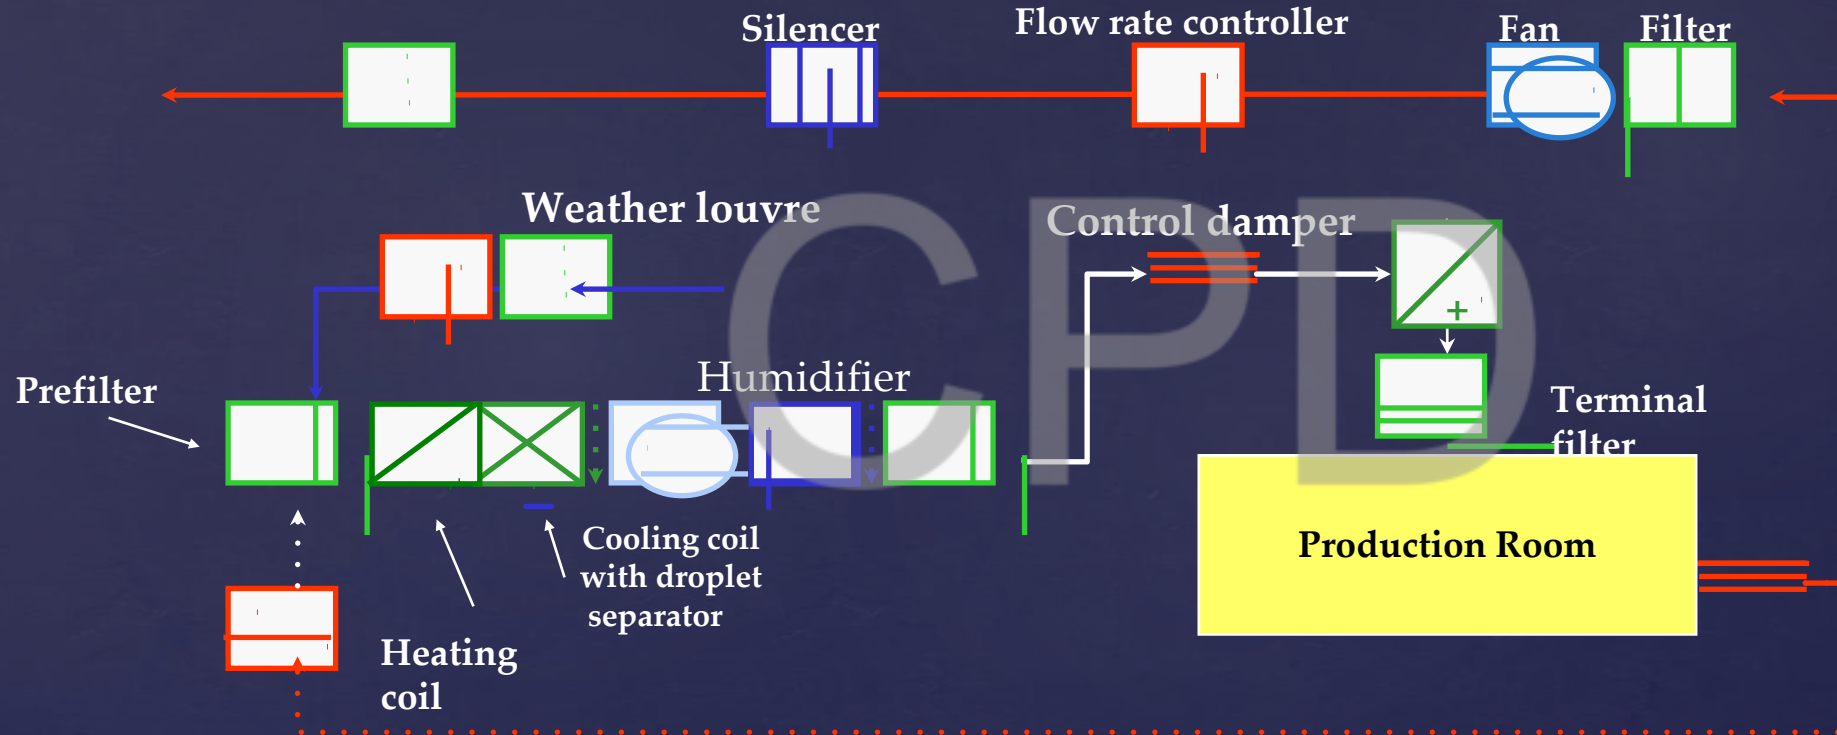 Silencer
Flow rate controller
Fan
Filter
Weather louvre
Control damper
Prefilter
Humidifier
Terminal
filter
CPD
Cooling coil
with droplet
separator
Production Room
Heating
coil
+